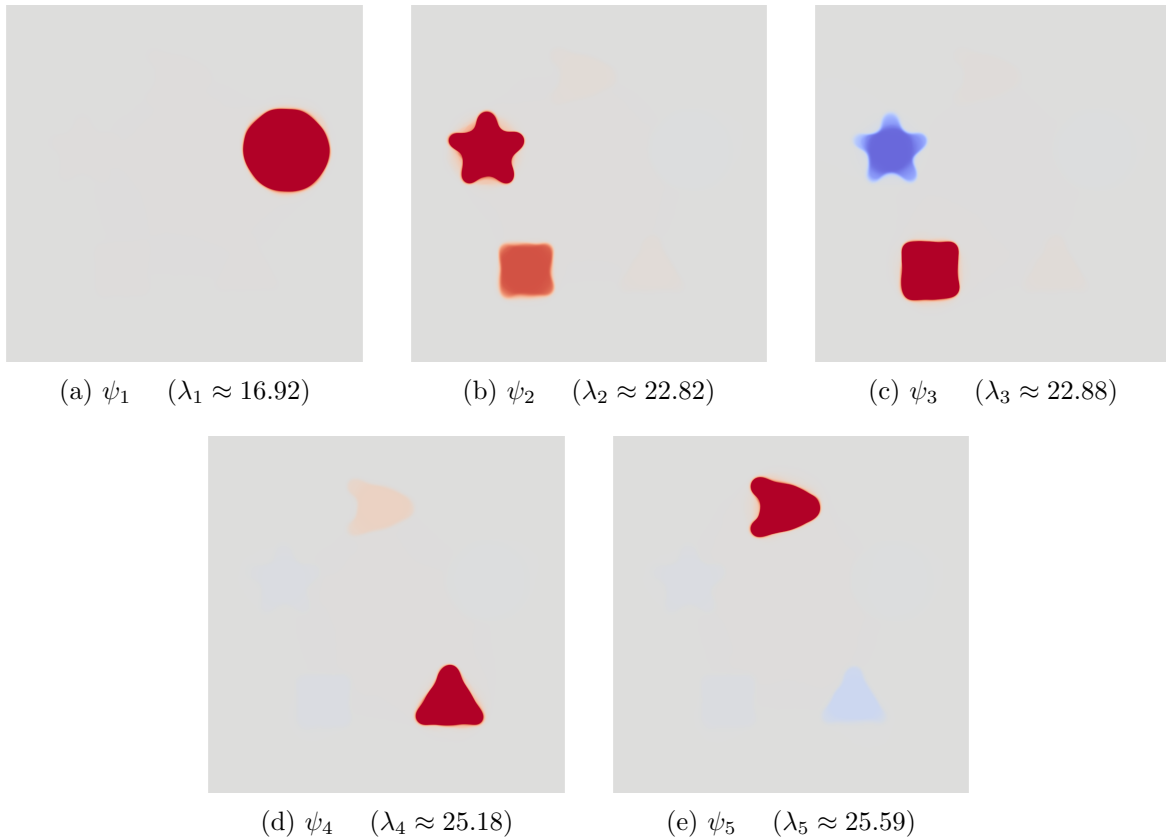 (a) ψ₁ (λ₁ ≈ 16.92)
(b) ψ₂ (λ₂ ≈ 22.82)
(c) ψ₃ (λ₃ ≈ 22.88)
(d) ψ₄ (λ₄ ≈ 25.18)
(e) ψ₅ (λ₅ ≈ 25.59)